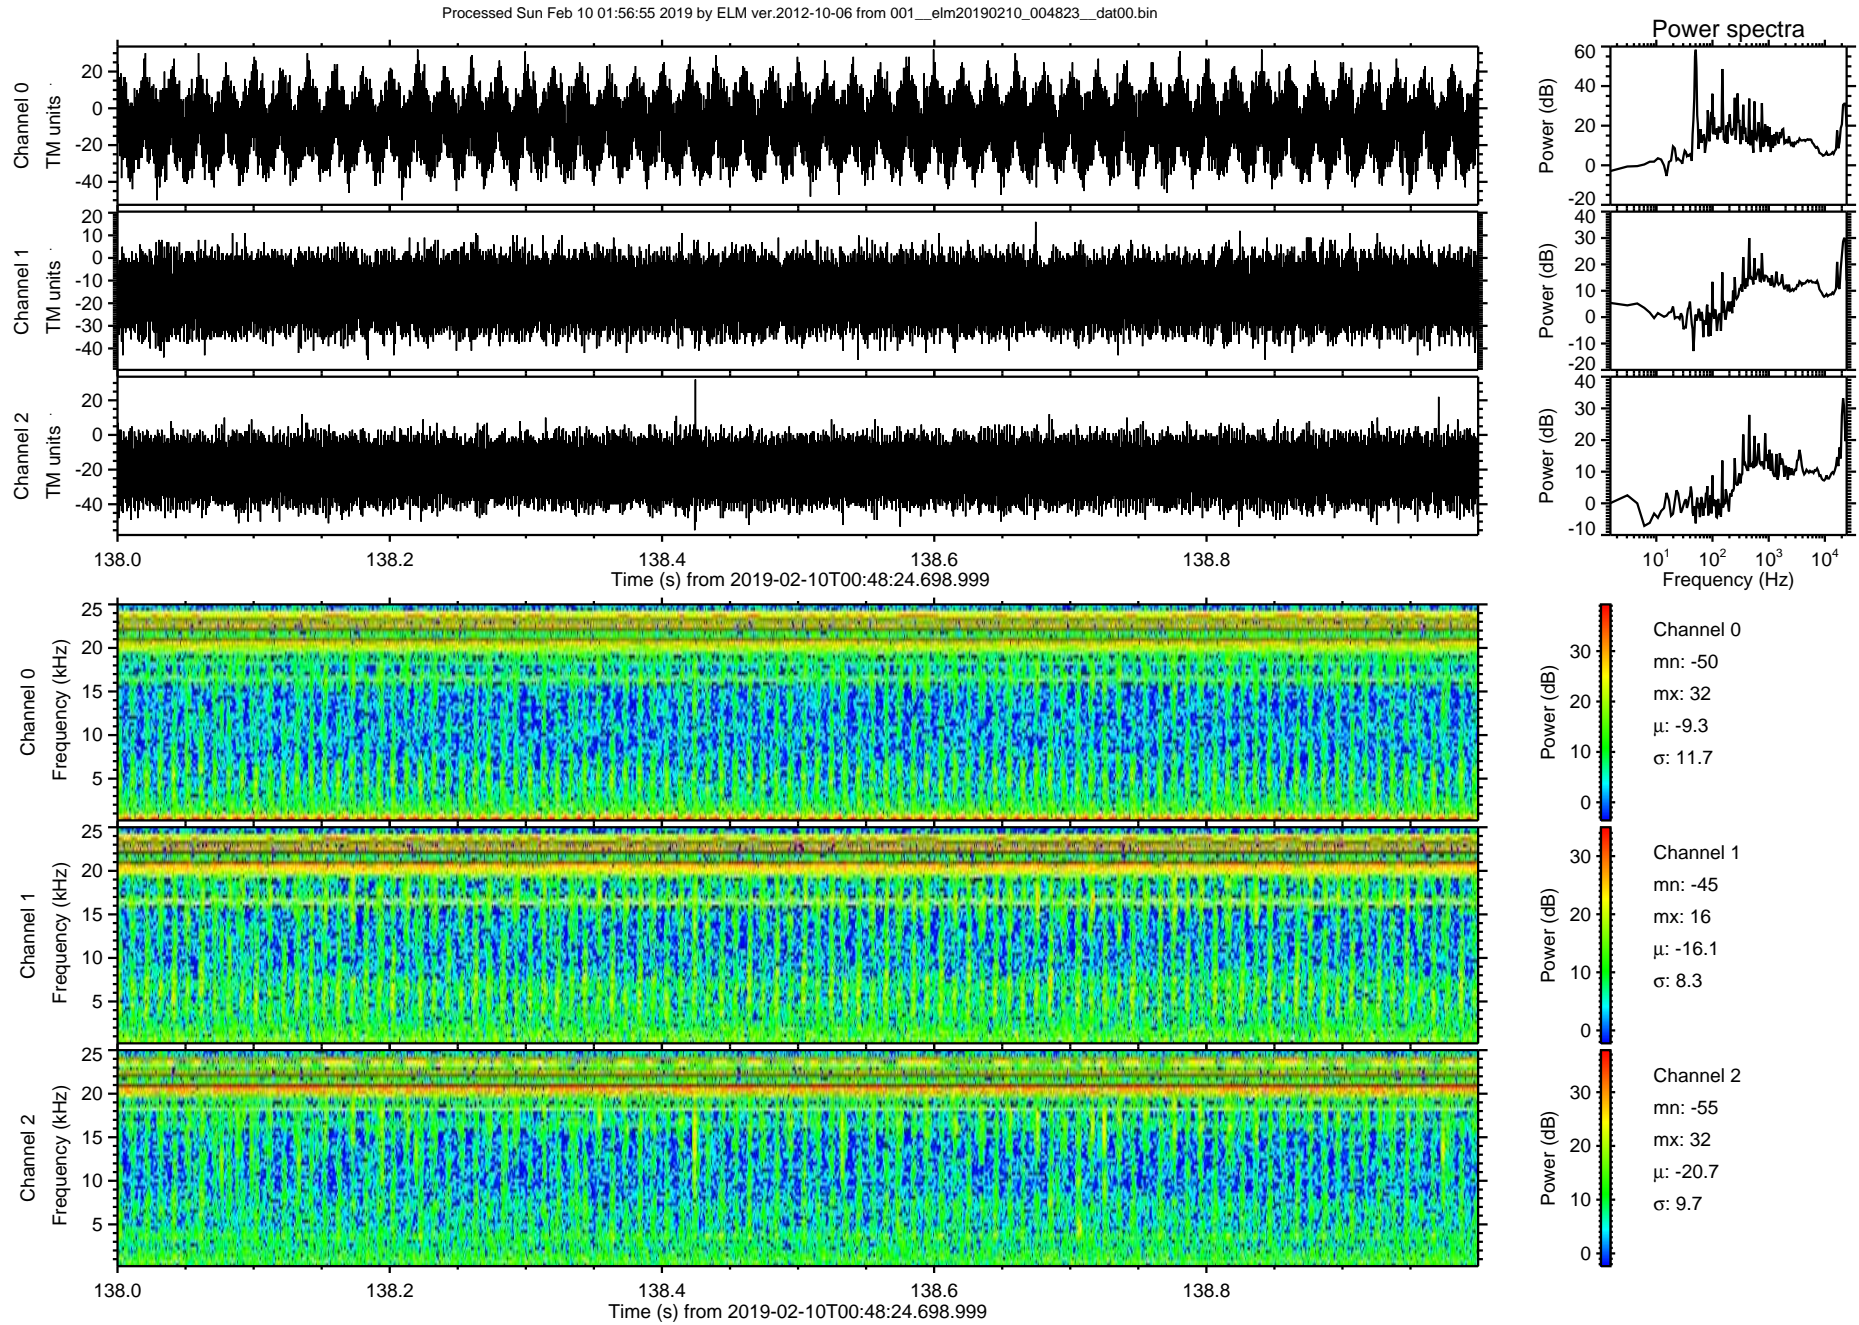 Processed Sun Feb 10 01:56:55 2019 by ELM ver.2012-10-06 from 001__elm20190210_004823__dat00.bin
Power spectra
Channel 0
TM units
20
0
-20
-40
Power (dB)
60
40
20
0
-20
Channel 1
TM units
20
10
0
-10
-20
-30
-40
Power (dB)
40
30
20
10
0
-10
-20
Channel 2
TM units
20
0
-20
-40
Power (dB)
40
30
20
10
0
-10
138.0 138.2 138.4 138.6 138.8
Time (s) from 2019-02-10T00:48:24.698.999
10¹ 10² 10³ 10⁴
Frequency (Hz)
Channel 0
Frequency (kHz)
25
20
15
10
5
Power (dB)
30
20
10
0
Channel 0
mn: -50
mx: 32
μ: -9.3
σ: 11.7
Channel 1
Frequency (kHz)
25
20
15
10
5
Power (dB)
30
20
10
0
Channel 1
mn: -45
mx: 16
μ: -16.1
σ: 8.3
Channel 2
Frequency (kHz)
25
20
15
10
5
Power (dB)
30
20
10
0
Channel 2
mn: -55
mx: 32
μ: -20.7
σ: 9.7
138.0 138.2 138.4 138.6 138.8
Time (s) from 2019-02-10T00:48:24.698.999